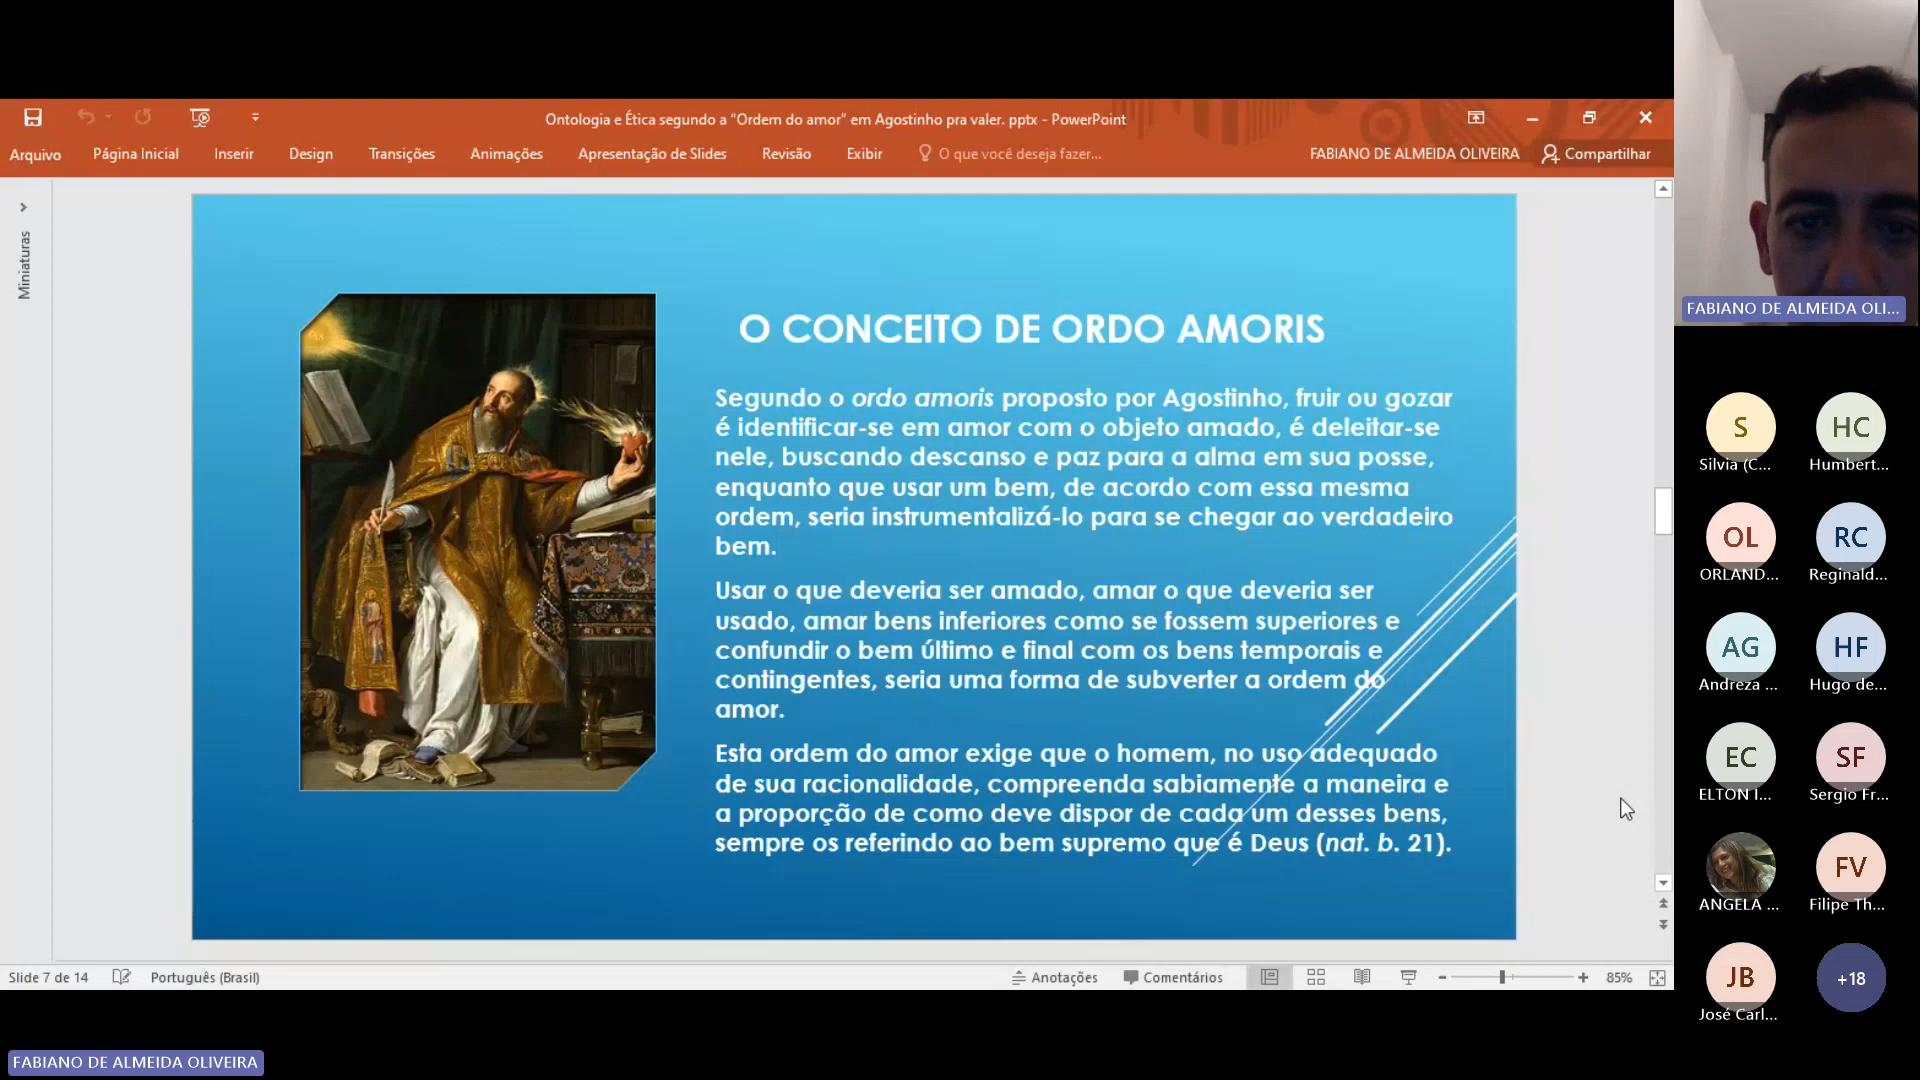 Ontologia e Ética segundo a “Ordem do amor” em Agostinho pra valer. pptx - PowerPoint
Arquivo
Página Inicial
Inserir
Design
Transições
Animações
Apresentação de Slides
Revisão
Exibir
O que você deseja fazer...
FABIANO DE ALMEIDA OLIVEIRA
Compartilhar
Miniaturas
O CONCEITO DE ORDO AMORIS
Segundo o ordo amoris proposto por Agostinho, fruir ou gozar
é identificar-se em amor com o objeto amado, é deleitar-se
nele, buscando descanso e paz para a alma em sua posse,
enquanto que usar um bem, de acordo com essa mesma
ordem, seria instrumentalizá-lo para se chegar ao verdadeiro
bem.
Usar o que deveria ser amado, amar o que deveria ser
usado, amar bens inferiores como se fossem superiores e
confundir o bem último e final com os bens temporais e
contingentes, seria uma forma de subverter a ordem do
amor.
Esta ordem do amor exige que o homem, no uso adequado
de sua racionalidade, compreenda sabiamente a maneira e
a proporção de como deve dispor de cada um desses bens,
sempre os referindo ao bem supremo que é Deus (nat. b. 21).
Slide 7 de 14
Português (Brasil)
Anotações
Comentários
85%
FABIANO DE ALMEIDA OLIVEIRA
FABIANO DE ALMEIDA OLI...
S
Silvia (C...
HC
Humbert...
OL
ORLAND...
RC
Reginald...
AG
Andreza ...
HF
Hugo de...
EC
ELTON I...
SF
Sergio Fr...
ANGELA ...
FV
Filipe Th...
JB
José Carl...
+18